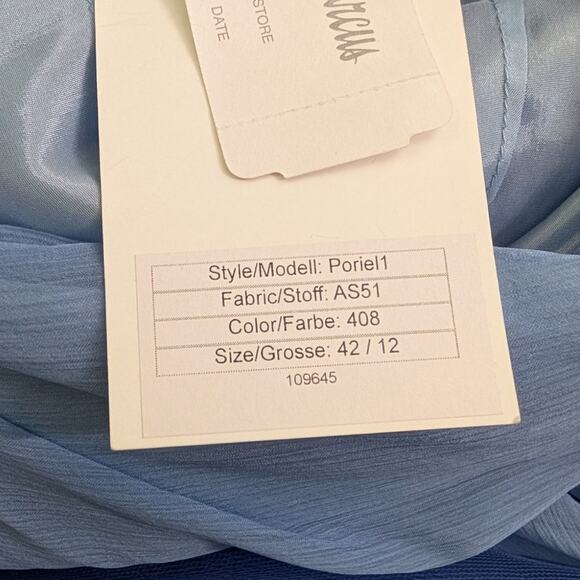 STORE
DATE
Style/Modell: Poriel1
Fabric/Stoff: AS51
Color/Farbe: 408
Size/Grosse: 42 / 12
109645